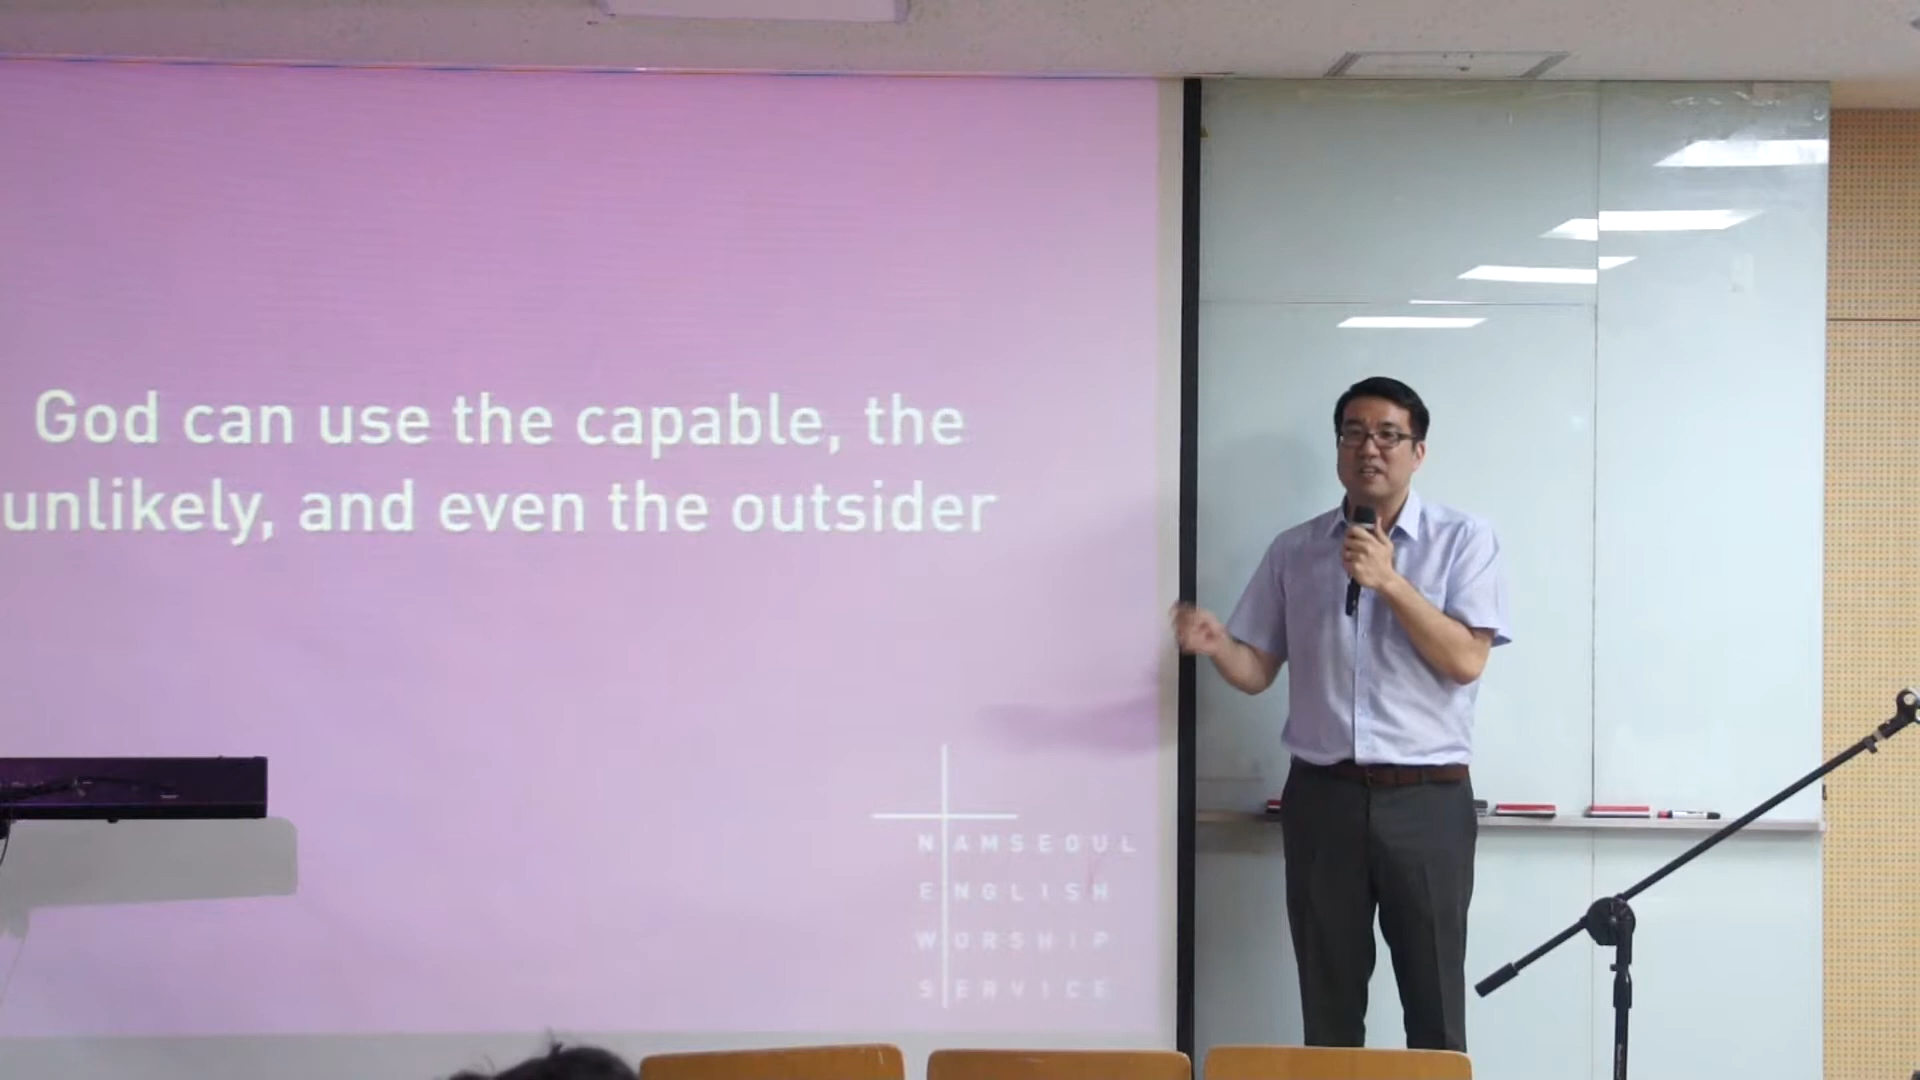 God can use the capable, the
unlikely, and even the outsider
NAMSEOUL
ENGLISH
WORSHIP
SERVICE